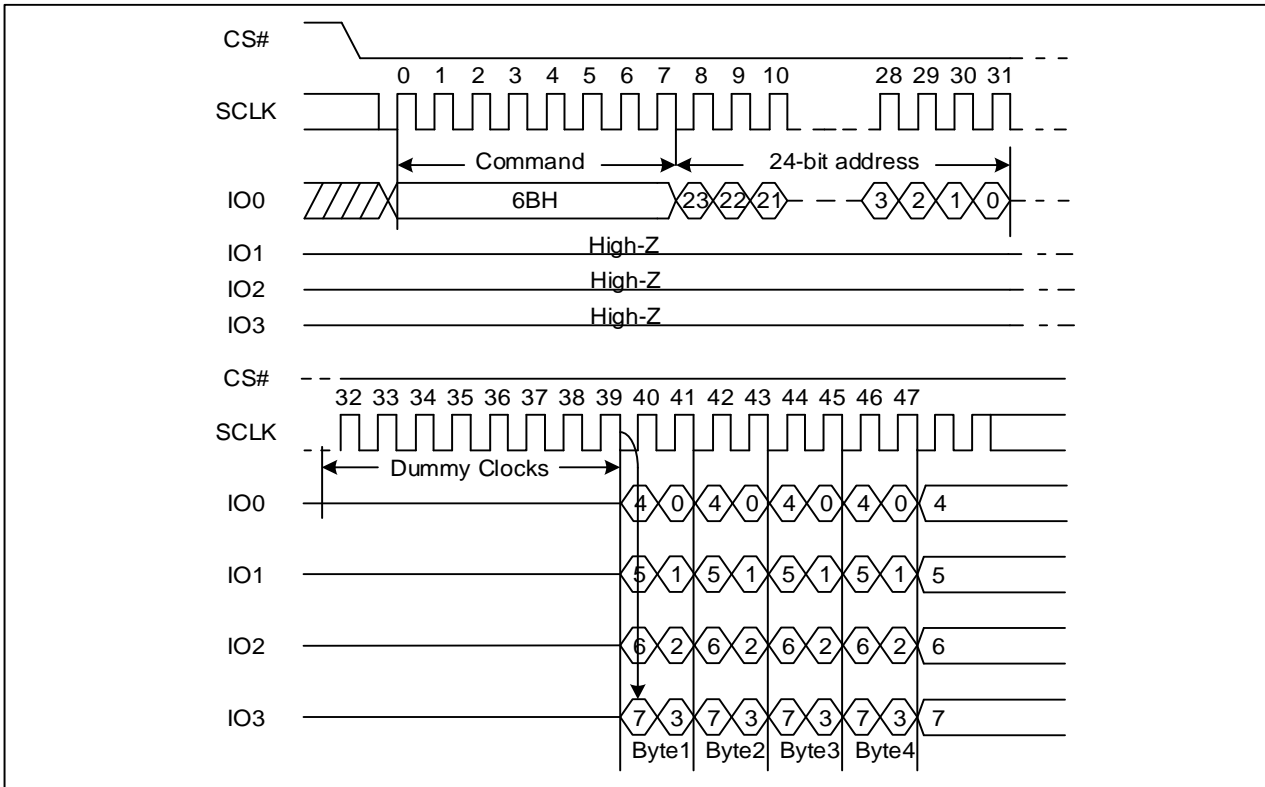 CS#
0 1 2 3 4 5 6 7 8 9 10 28 29 30 31
SCLK
Command 24-bit address
IO0 6BH 23 22 21 3 2 1 0
IO1 High-Z
IO2 High-Z
IO3 High-Z
CS#
32 33 34 35 36 37 38 39 40 41 42 43 44 45 46 47
SCLK
Dummy Clocks
IO0 4 0 4 0 4 0 4 0 4
IO1 5 1 5 1 5 1 5 1 5
IO2 6 2 6 2 6 2 6 2 6
IO3 7 3 7 3 7 3 7 3 7
Byte1 Byte2 Byte3 Byte4